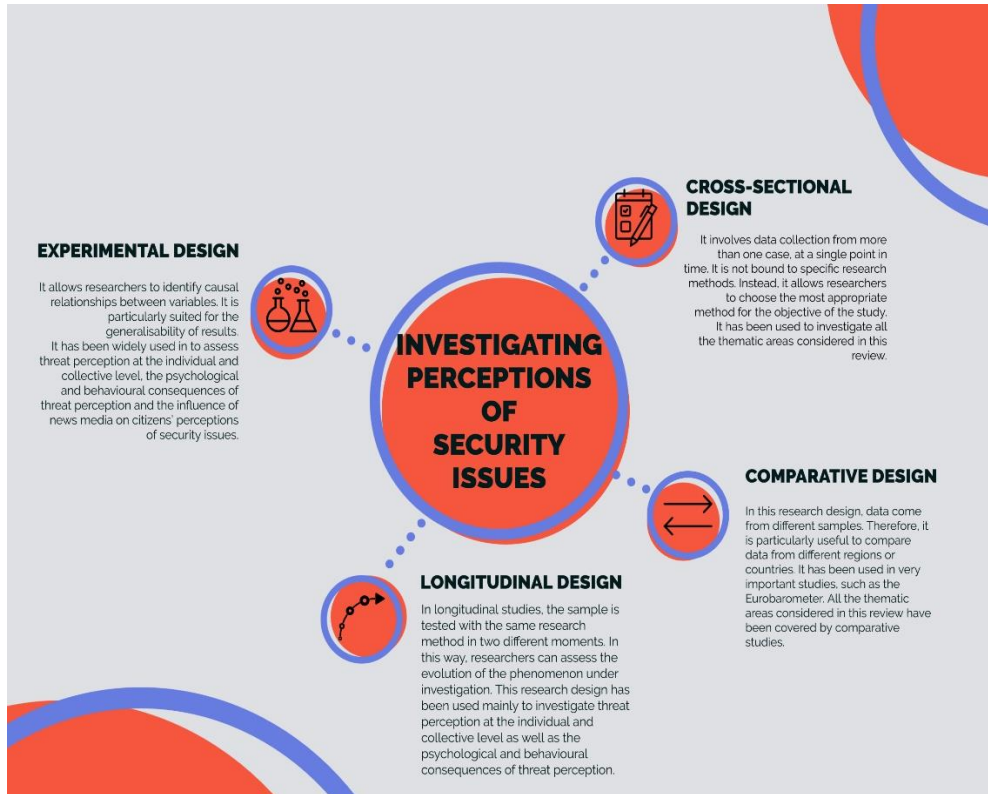 INVESTIGATING
PERCEPTIONS
OF
SECURITY
ISSUES
EXPERIMENTAL DESIGN
It allows researchers to identify causal
relationships between variables. It is
particularly suited for the
generalisability of results.
It has been widely used in to assess
threat perception at the individual and
collective level, the psychological
and behavioural consequences of
threat perception and the influence of
news media on citizens' perceptions
of security issues.
CROSS-SECTIONAL
DESIGN
It involves data collection from more
than one case, at a single point in
time. It is not bound to specific research
methods. Instead, it allows researchers
to choose the most appropriate
method for the objective of the study.
It has been used to investigate all
the thematic areas considered in this
review.
COMPARATIVE DESIGN
In this research design, data come
from different samples. Therefore, it
is particularly useful to compare
data from different regions or
countries. It has been used in very
important studies, such as the
Eurobarometer. All the thematic
areas considered in this review have
been covered by comparative
studies.
LONGITUDINAL DESIGN
In longitudinal studies, the sample is
tested with the same research
method in two different moments. In
this way, researchers can assess the
evolution of the phenomenon under
investigation. This research design has
been used mainly to investigate threat
perception at the individual and
collective level as well as the
psychological and behavioural
consequences of threat perception.